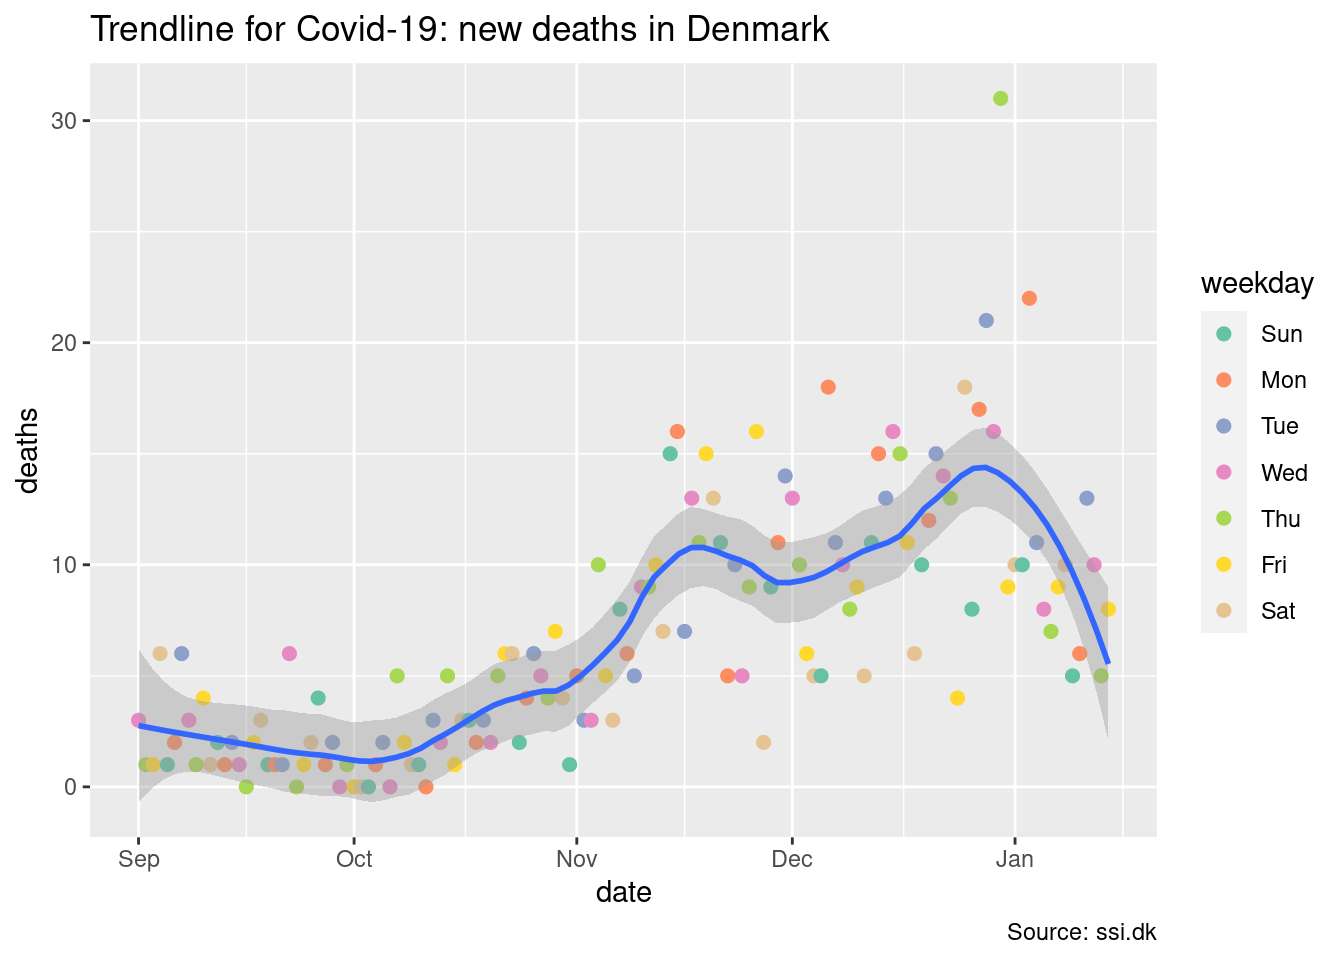 Trendline for Covid-19: new deaths in Denmark
30
20
10
0
deaths
Sep Oct Nov Dec Jan
date
weekday
Sun
Mon
Tue
Wed
Thu
Fri
Sat
Source: ssi.dk